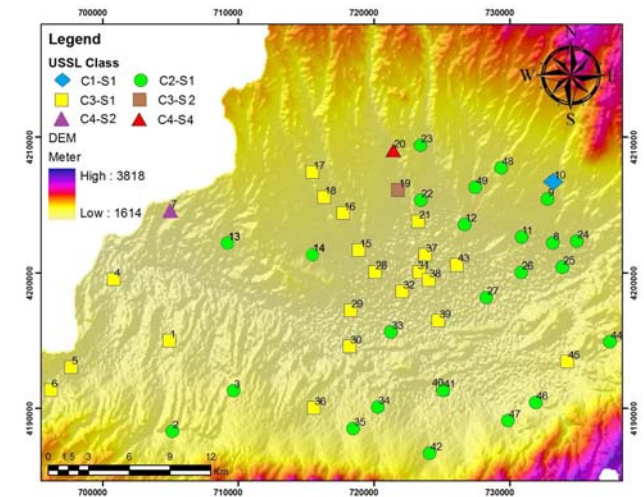 700000 710000 720000 730000
Legend
USSL Class
C1-S1 C2-S1
C3-S1 C3-S2
C4-S2 C4-S4
DEM
Meter
High : 3818
Low : 1614
N
W
S
4210000 4210000
4200000 4200000
4190000 4190000
20 23
17 48 10
18 19 49 9
7 16 22
21 12
13 11 8 24
14 15 37
28 31 43 26 25
4 32 38 27
29 39
1 30 33 44
5 45
6 3 40 41
36 34 46
2 35 47
42
0 1.5 3 6 9 12
Km
700000 710000 720000 730000